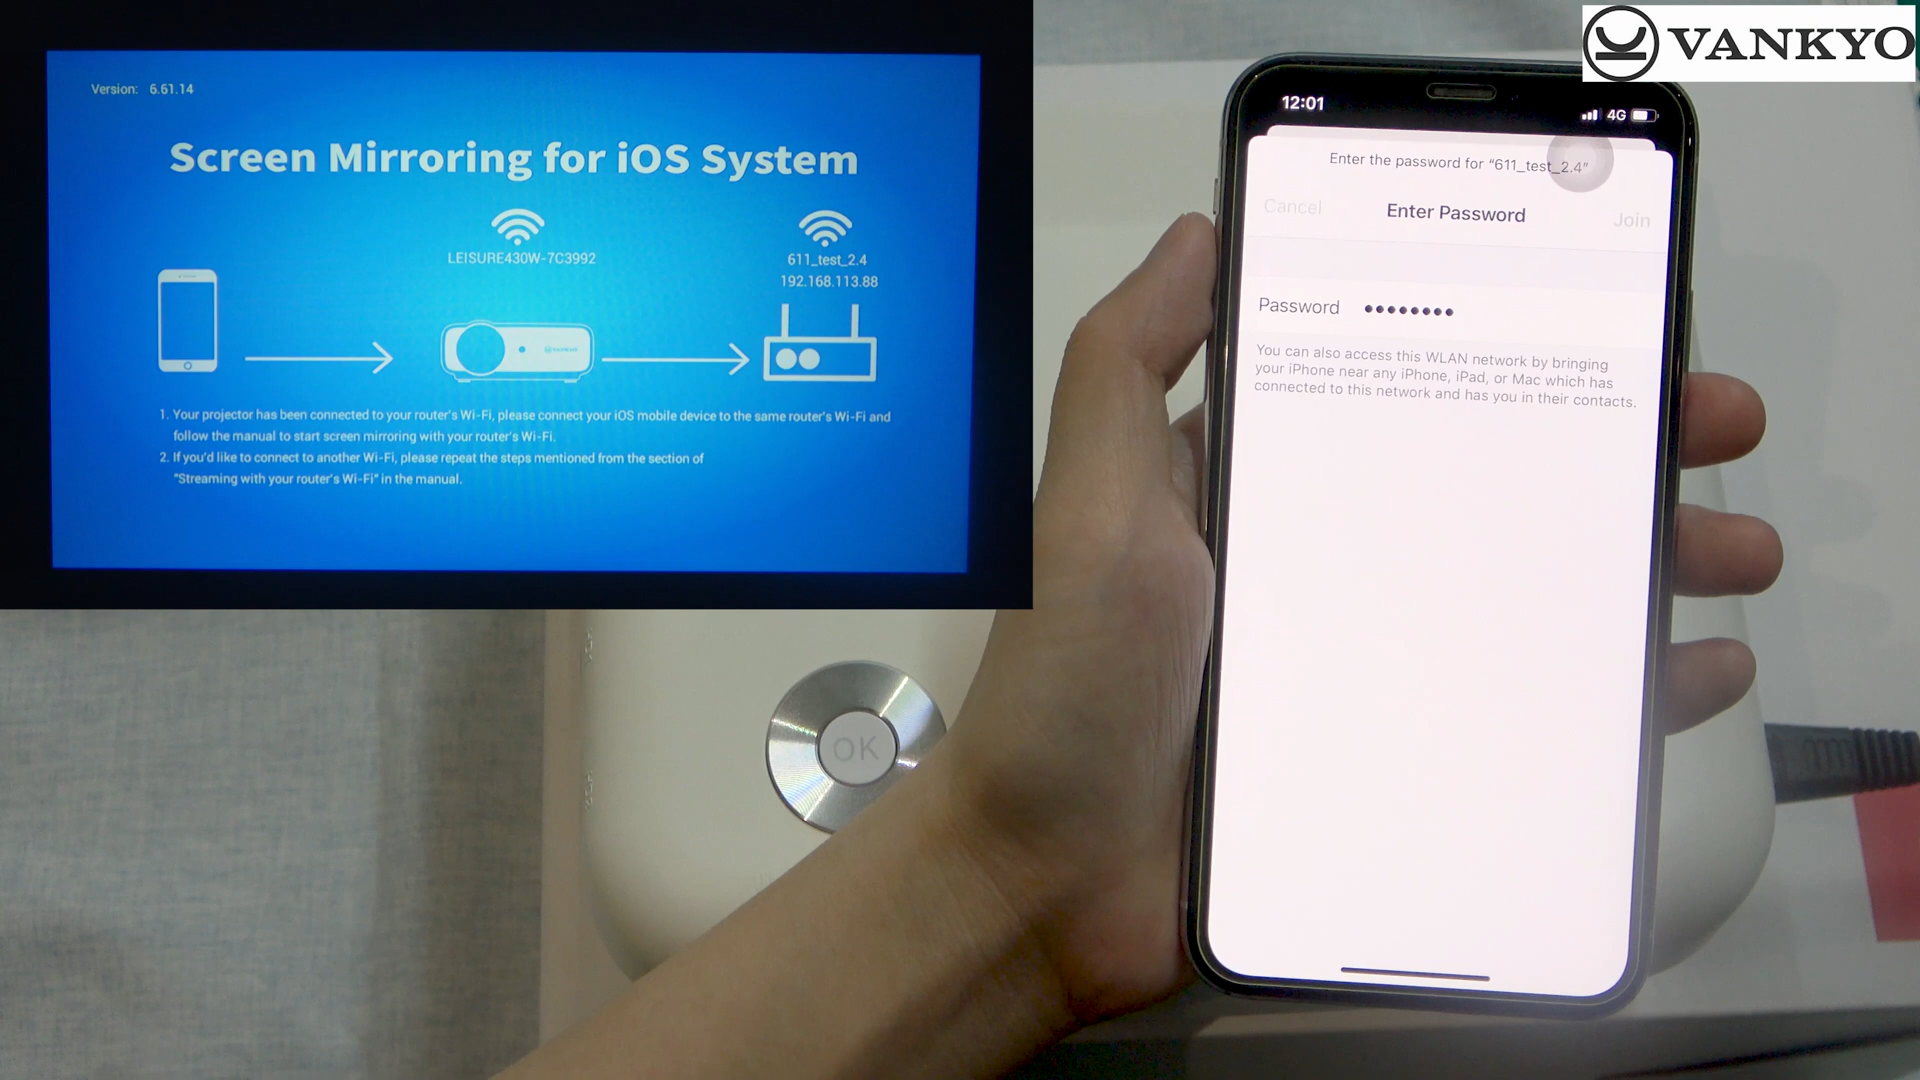 Version: 6.61.14
Screen Mirroring for iOS System
LEISURE430W-7C3992
611_test_2.4
192.168.113.88
VANKYO
1. Your projector has been connected to your router's Wi-Fi, please connect your iOS mobile device to the same router's Wi-Fi and
follow the manual to start screen mirroring with your router's Wi-Fi.
2. If you'd like to connect to another Wi-Fi, please repeat the steps mentioned from the section of
"Streaming with your router's Wi-Fi" in the manual.
OK
VANKYO
12:01
4G
Enter the password for “611_test_2.4”
Cancel
Enter Password
Join
Password ••••••••
You can also access this WLAN network by bringing
your iPhone near any iPhone, iPad, or Mac which has
connected to this network and has you in their contacts.